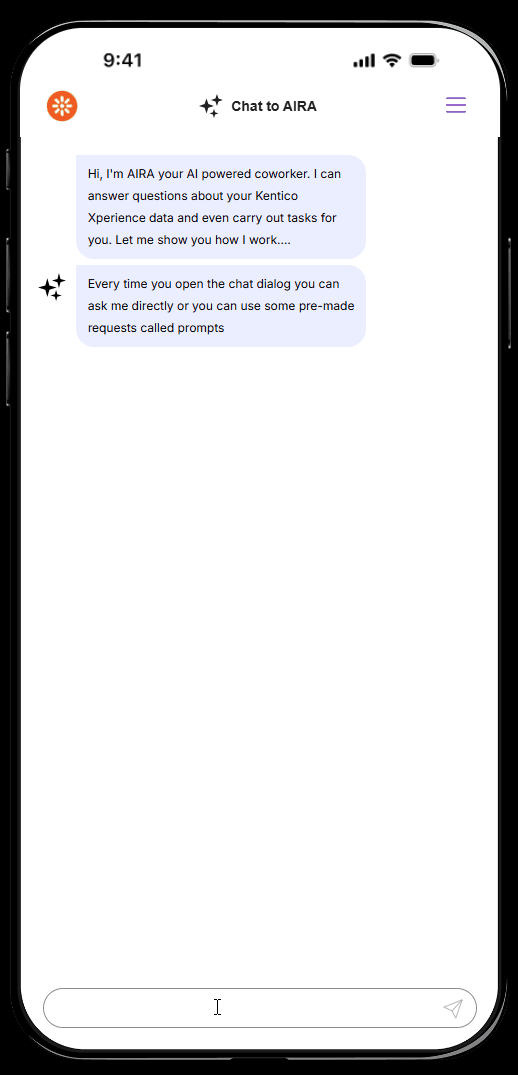 9:41
Chat to AIRA
Hi, I'm AIRA your AI powered coworker. I can
answer questions about your Kentico
Xperience data and even carry out tasks for
you. Let me show you how I work....
Every time you open the chat dialog you can
ask me directly or you can use some pre-made
requests called prompts